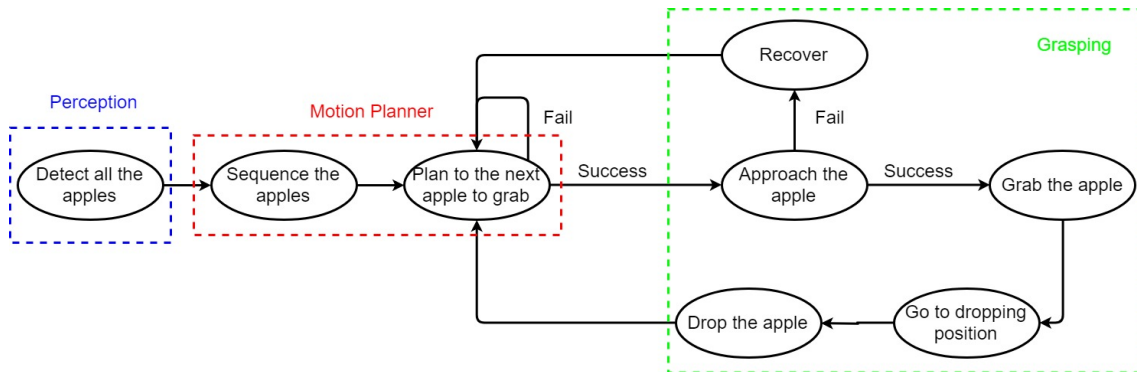 Grasping
Recover
Perception
Motion Planner
Fail
Fail
Detect all the
apples
Sequence the
apples
Plan to the next
apple to grab
Success
Approach the
apple
Success
Grab the apple
Drop the apple
Go to dropping
position